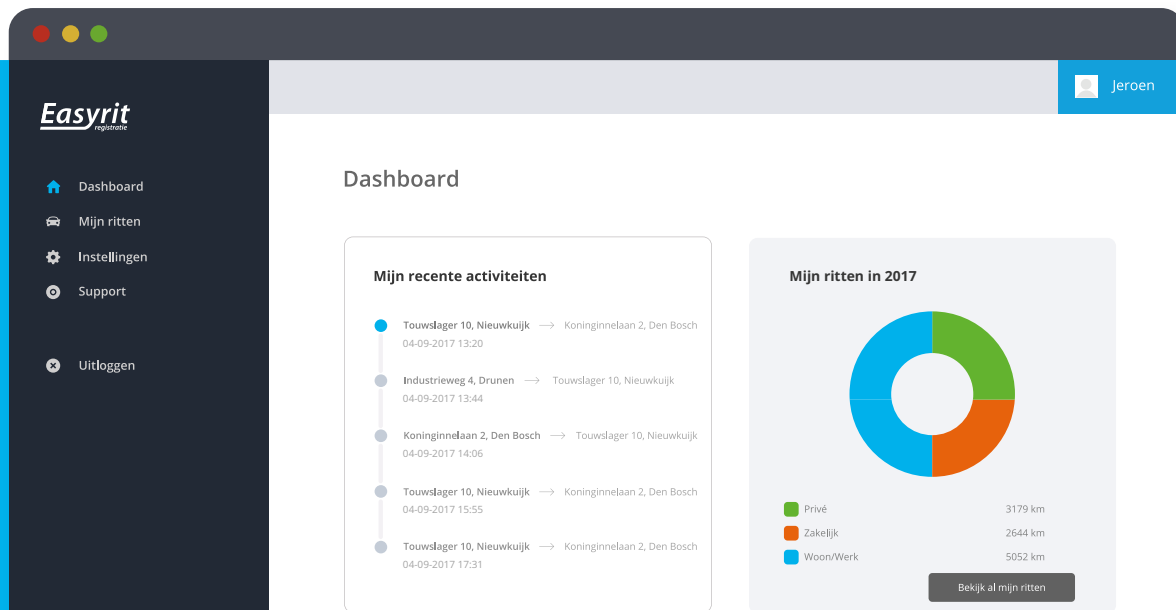 Jeroen
Easyrit
registratie
Dashboard
Mijn ritten
Instellingen
Support
Uitloggen
Dashboard
Mijn recente activiteiten
Touwslager 10, Nieuwkuijk → Koninginnelaan 2, Den Bosch
04-09-2017 13:20
Industrieweg 4, Drunen → Touwslager 10, Nieuwkuijk
04-09-2017 13:44
Koninginnelaan 2, Den Bosch → Touwslager 10, Nieuwkuijk
04-09-2017 14:06
Touwslager 10, Nieuwkuijk → Koninginnelaan 2, Den Bosch
04-09-2017 15:55
Touwslager 10, Nieuwkuijk → Koninginnelaan 2, Den Bosch
04-09-2017 17:31
Mijn ritten in 2017
Privé 3179 km
Zakelijk 2644 km
Woon/Werk 5052 km
Bekijk al mijn ritten